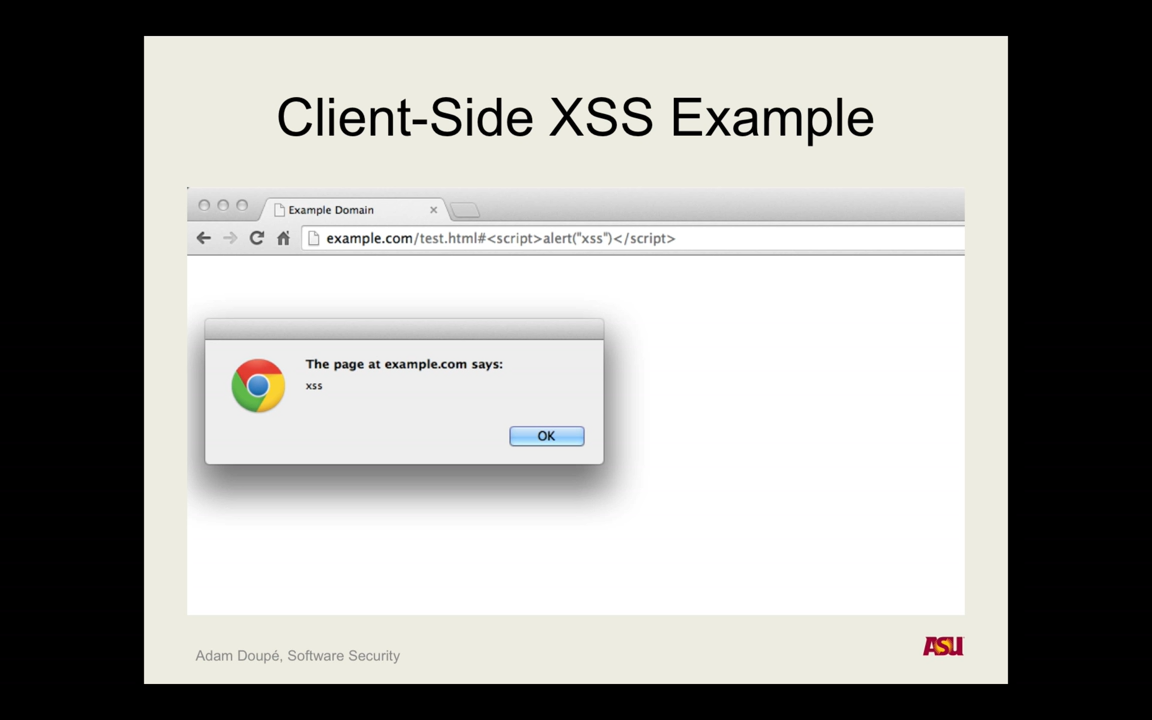 Client-Side XSS Example
Example Domain
example.com/test.html#<script>alert("xss")</script>
The page at example.com says:
xss
OK
Adam Doupé, Software Security
ASU